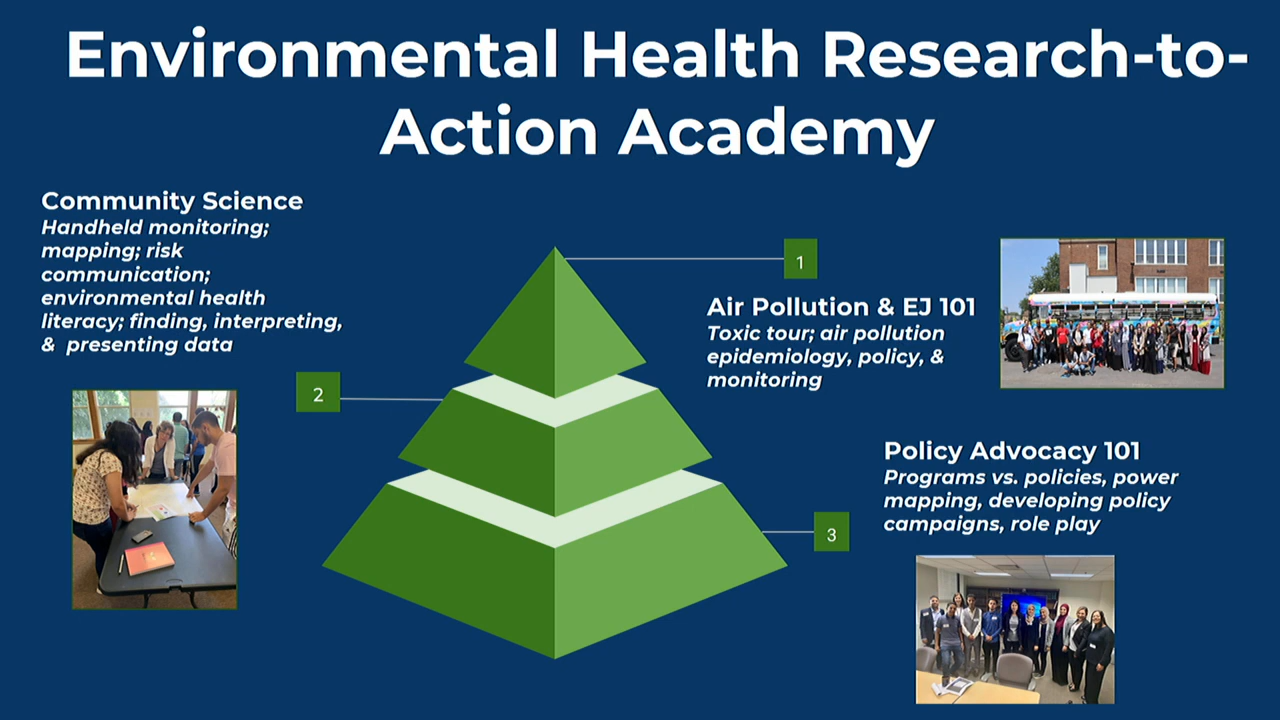 Environmental Health Research-to-
Action Academy
Community Science
Handheld monitoring;
mapping; risk
communication;
environmental health
literacy; finding, interpreting,
& presenting data
1
Air Pollution & EJ 101
Toxic tour; air pollution
epidemiology, policy, &
monitoring
2
Policy Advocacy 101
Programs vs. policies, power
mapping, developing policy
campaigns, role play
3